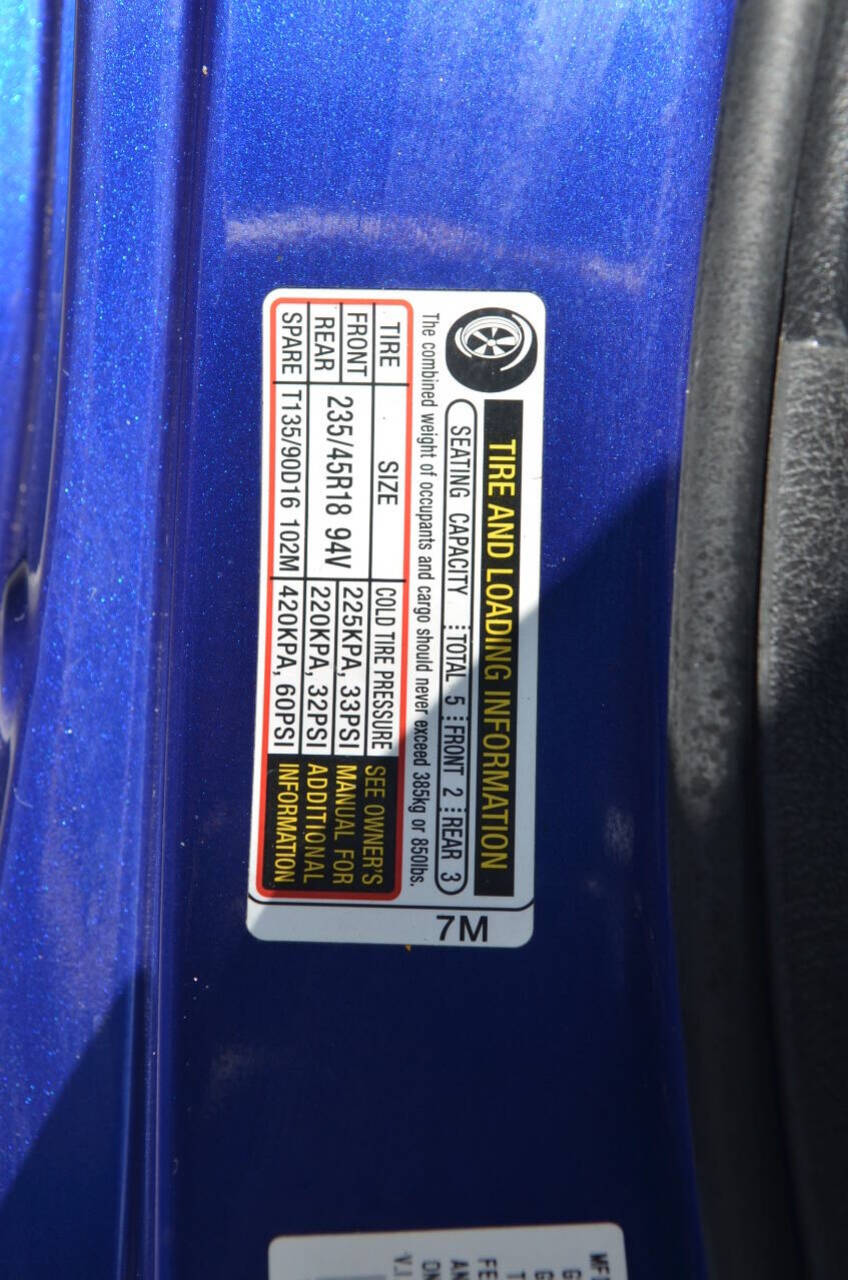 TIRE AND LOADING INFORMATION
SEATING CAPACITY TOTAL 5 FRONT 2 REAR 3
The combined weight of occupants and cargo should never exceed 385kg or 850lbs.
TIRE SIZE COLD TIRE PRESSURE SEE OWNER'S
FRONT 235/45R18 94V 225KPA, 33PSI MANUAL FOR
REAR 220KPA, 32PSI ADDITIONAL
SPARE T135/90D16 102M 420KPA, 60PSI INFORMATION
7M